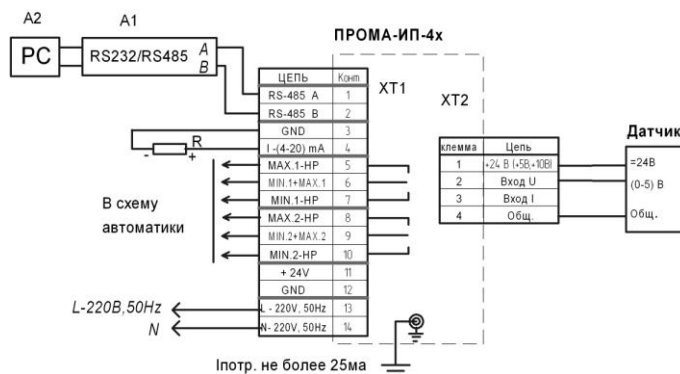 A2
A1
PC
RS232/RS485
A
B
ПРОМА-ИП-4х
XT1
XT2
ЦЕПЬ Конт
RS-485 A 1
RS-485 B 2
GND 3
I -(4-20) mA 4
MAX.1-HP 5
MIN.1+MAX.1 6
MIN.1-HP 7
MAX.2-HP 8
MIN.2+MAX.2 9
MIN.2-HP 10
+ 24V 11
GND 12
L - 220V, 50Hz 13
N- 220V, 50Hz 14
- R +
В схему
автоматики
L-220В,50Hz
N
клемма Цепь
1 +24 В (+5В,+10В)
2 Вход U
3 Вход I
4 Общ.
Датчик
=24В
(0-5) В
Общ.
Iпотр. не более 25ма